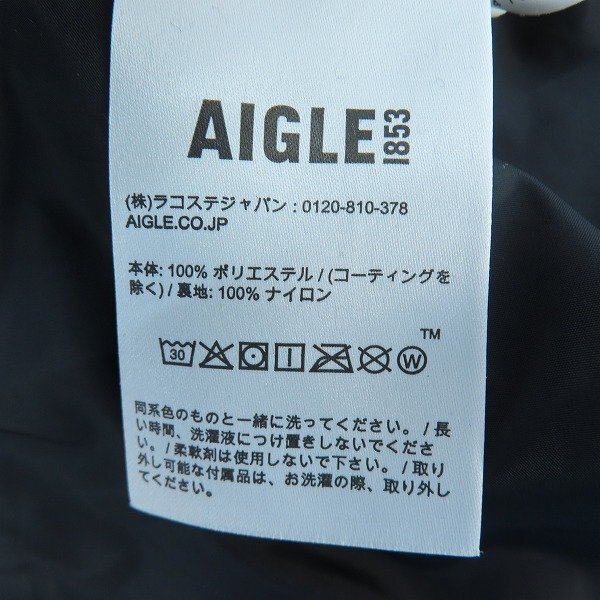 AIGLE 1853
(株)ラコステジャパン : 0120-810-378
AIGLE.CO.JP
本体: 100% ポリエステル / (コーティングを
除く) / 裏地: 100% ナイロン
TM
30 W
同系色のものと一緒に洗ってください。 / 長
い時間、洗濯液につけ置きしないでくださ
い。 / 柔軟剤は使用しないで下さい。 / 取り
外し可能な付属品は、お洗濯の際、取り外し
てください。